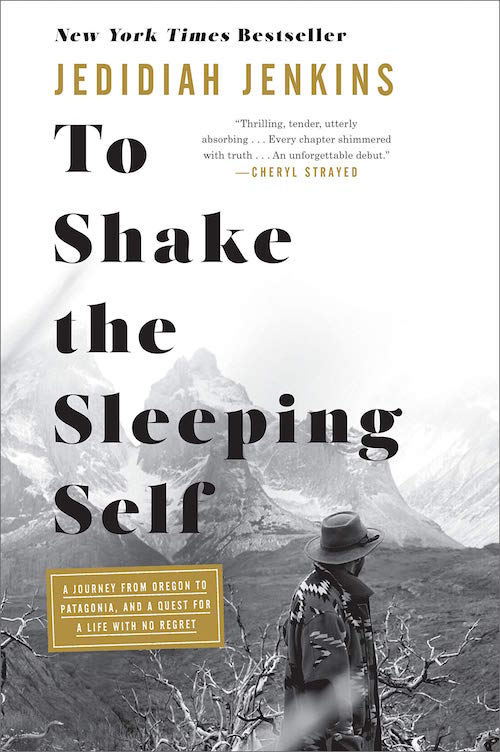 New York Times Bestseller
JEDIDIAH JENKINS
To
Shake
the
Sleeping
Self
“Thrilling, tender, utterly
absorbing . . . Every chapter shimmered
with truth . . . An unforgettable debut.”
—CHERYL STRAYED
A JOURNEY FROM OREGON TO
PATAGONIA, AND A QUEST FOR
A LIFE WITH NO REGRET